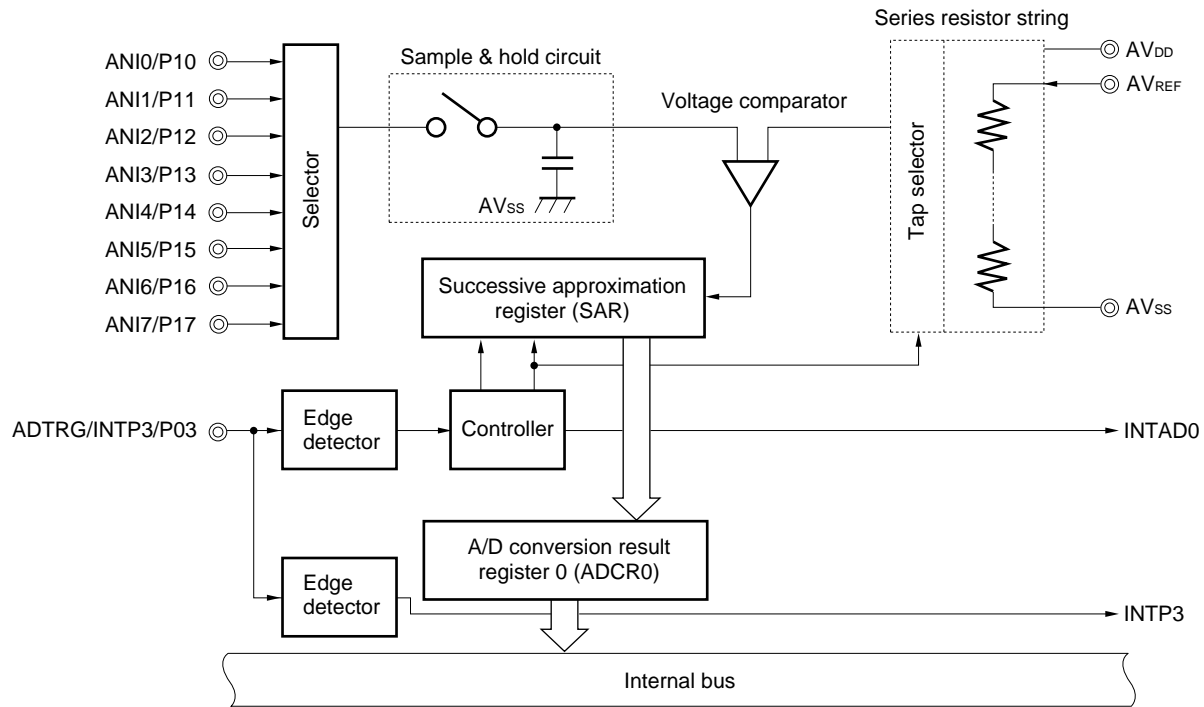 Series resistor string
ANI0/P10
ANI1/P11
ANI2/P12
ANI3/P13
ANI4/P14
ANI5/P15
ANI6/P16
ANI7/P17
Selector
Sample & hold circuit
AVSS
Voltage comparator
Tap selector
AVDD
AVREF
AVSS
Successive approximation
register (SAR)
ADTRG/INTP3/P03
Edge
detector
Controller
INTAD0
A/D conversion result
register 0 (ADCR0)
Edge
detector
INTP3
Internal bus